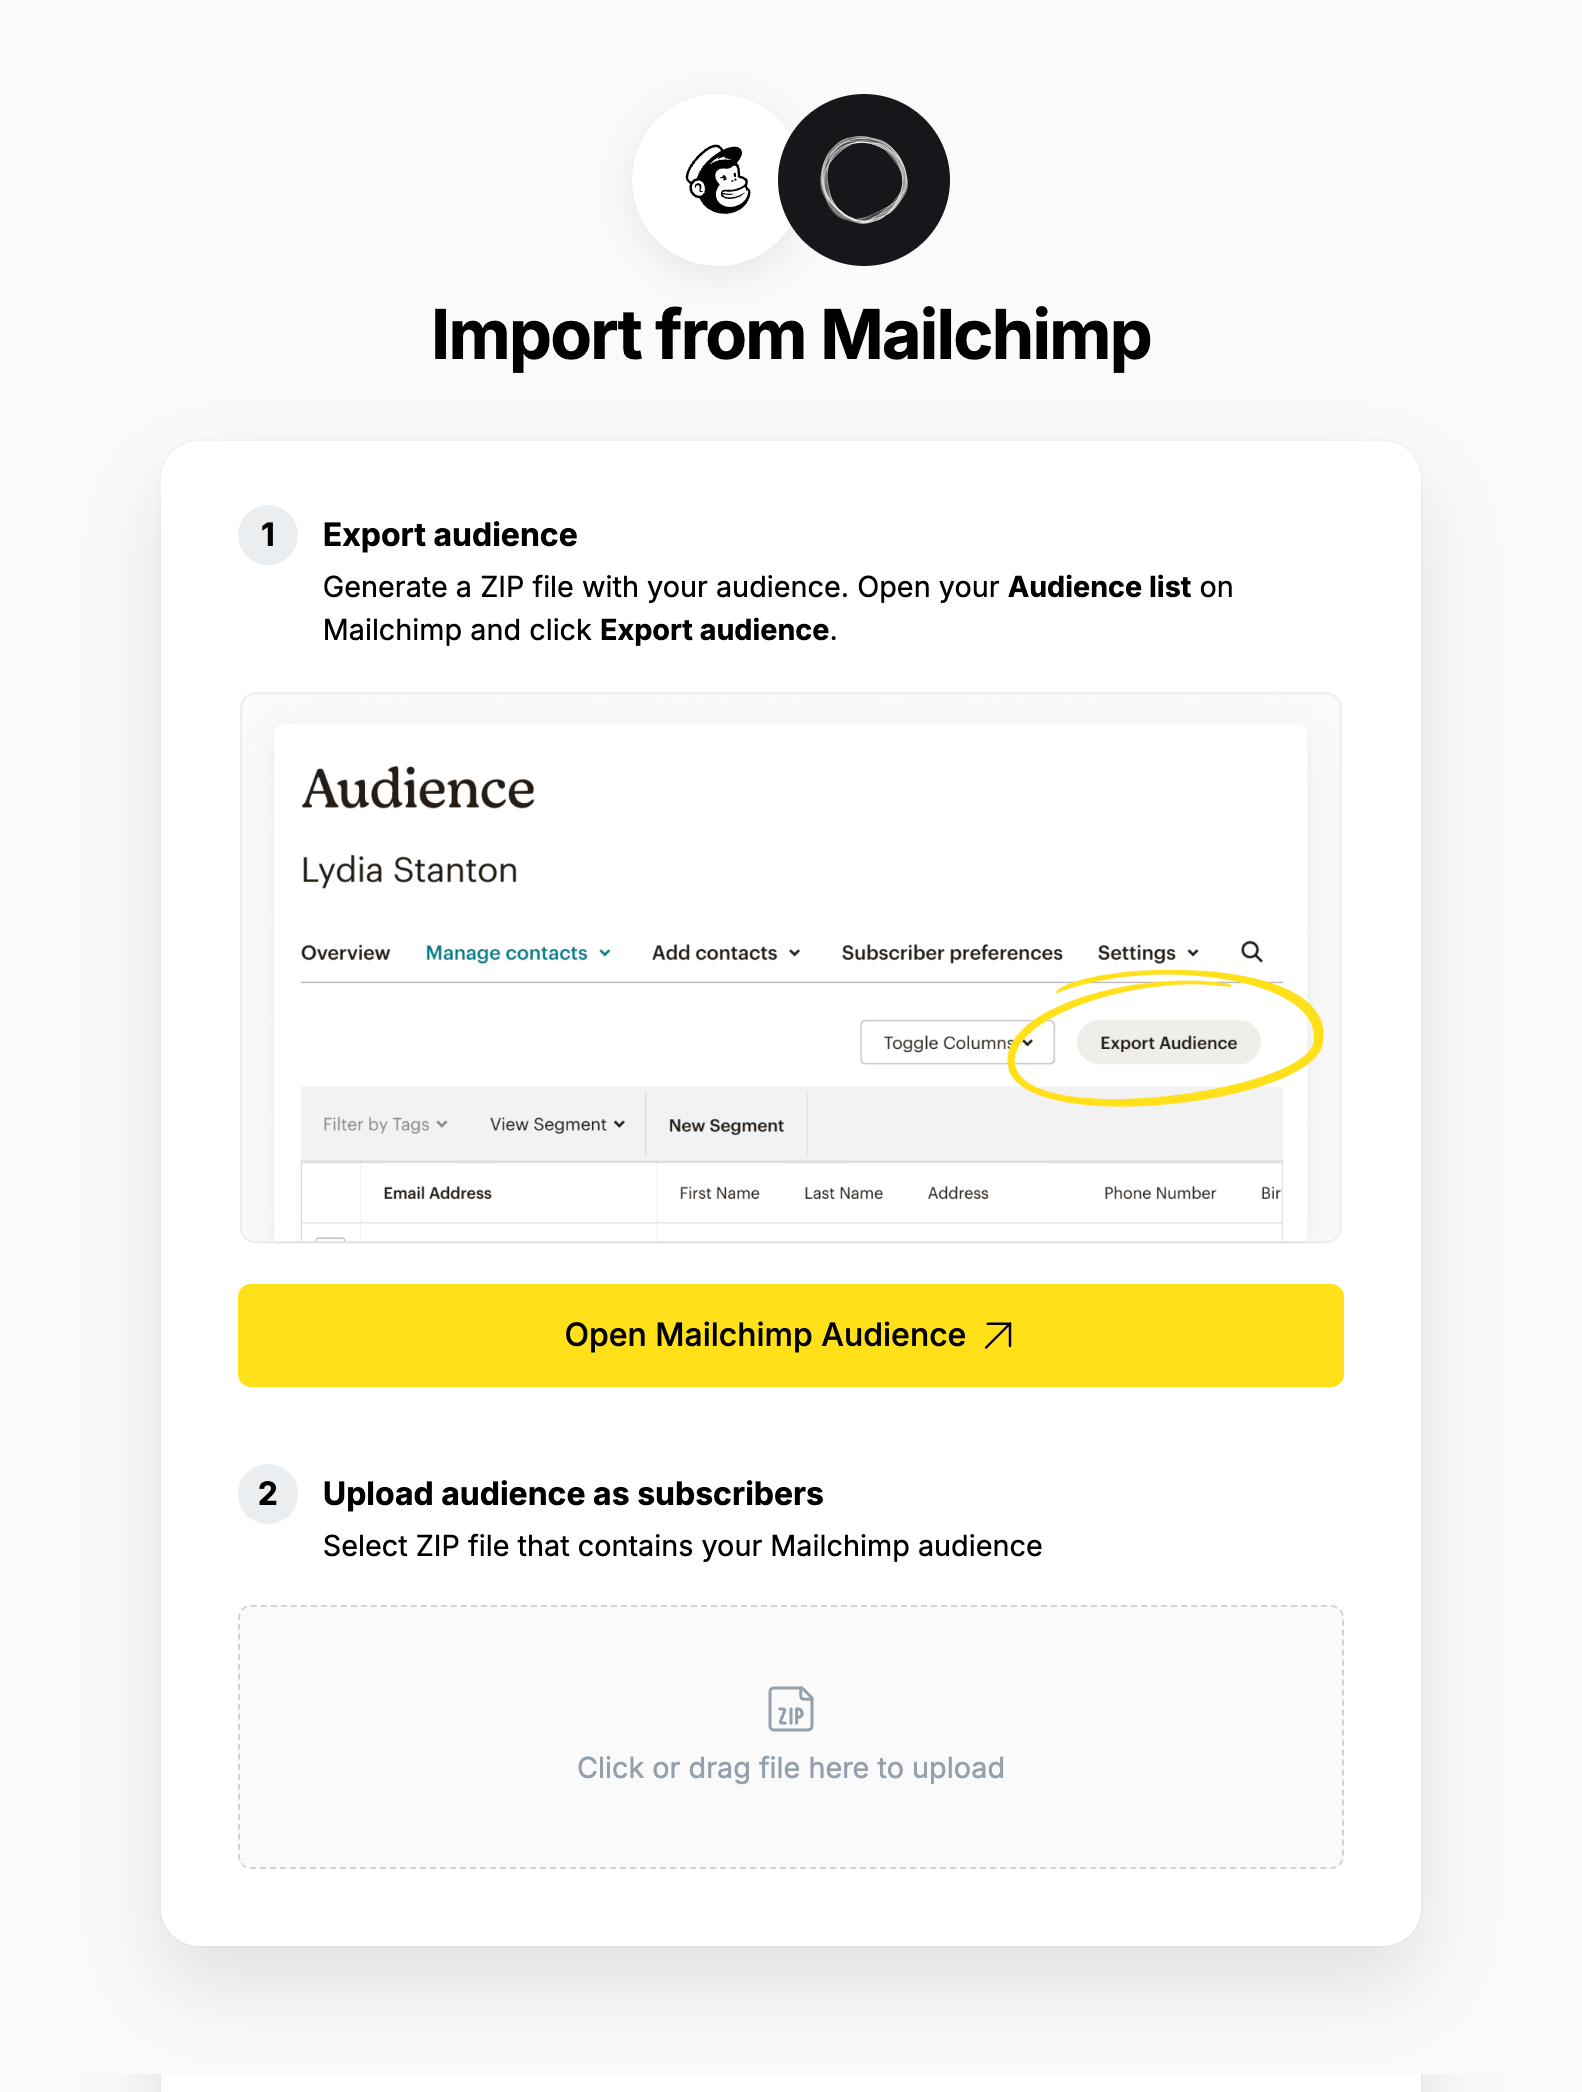 Import from Mailchimp
1
Export audience
Generate a ZIP file with your audience. Open your Audience list on
Mailchimp and click Export audience.
Audience
Lydia Stanton
Overview Manage contacts Add contacts Subscriber preferences Settings
Toggle Columns Export Audience
Filter by Tags View Segment New Segment
Email Address First Name Last Name Address Phone Number Bir
Open Mailchimp Audience
2
Upload audience as subscribers
Select ZIP file that contains your Mailchimp audience
ZIP
Click or drag file here to upload